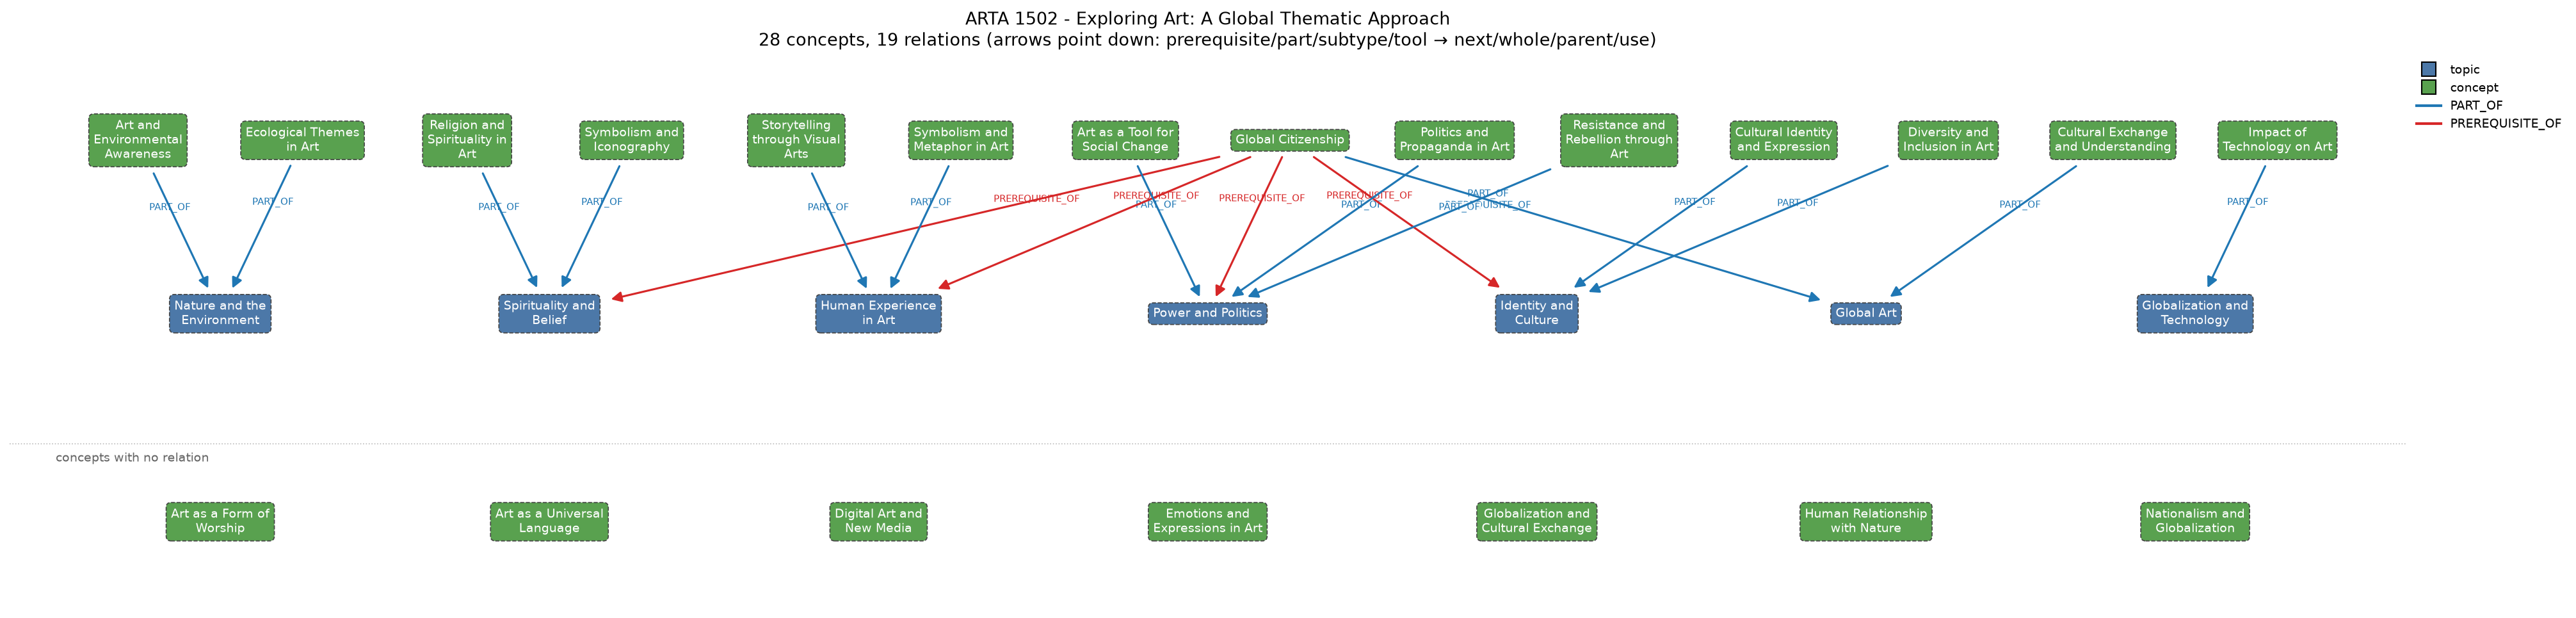 ARTA 1502 - Exploring Art: A Global Thematic Approach
28 concepts, 19 relations (arrows point down: prerequisite/part/subtype/tool → next/whole/parent/use)
topic
concept
PART_OF
PREREQUISITE_OF
Art and
Environmental
Awareness
Ecological Themes
in Art
Religion and
Spirituality in
Art
Symbolism and
Iconography
Storytelling
through Visual
Arts
Symbolism and
Metaphor in Art
Art as a Tool for
Social Change
Global Citizenship
Politics and
Propaganda in Art
Resistance and
Rebellion through
Art
Cultural Identity
and Expression
Diversity and
Inclusion in Art
Cultural Exchange
and Understanding
Impact of
Technology on Art
PART_OF
PART_OF
PART_OF
PART_OF
PART_OF
PART_OF
PREREQUISITE_OF
PREREQUISITE_OF
PART_OF
PREREQUISITE_OF
PREREQUISITE_OF
PART_OF
PART_OF
PART_OF
PART_OF
PART_OF
PART_OF
PART_OF
Nature and the
Environment
Spirituality and
Belief
Human Experience
in Art
Power and Politics
Identity and
Culture
Global Art
Globalization and
Technology
concepts with no relation
Art as a Form of
Worship
Art as a Universal
Language
Digital Art and
New Media
Emotions and
Expressions in Art
Globalization and
Cultural Exchange
Human Relationship
with Nature
Nationalism and
Globalization